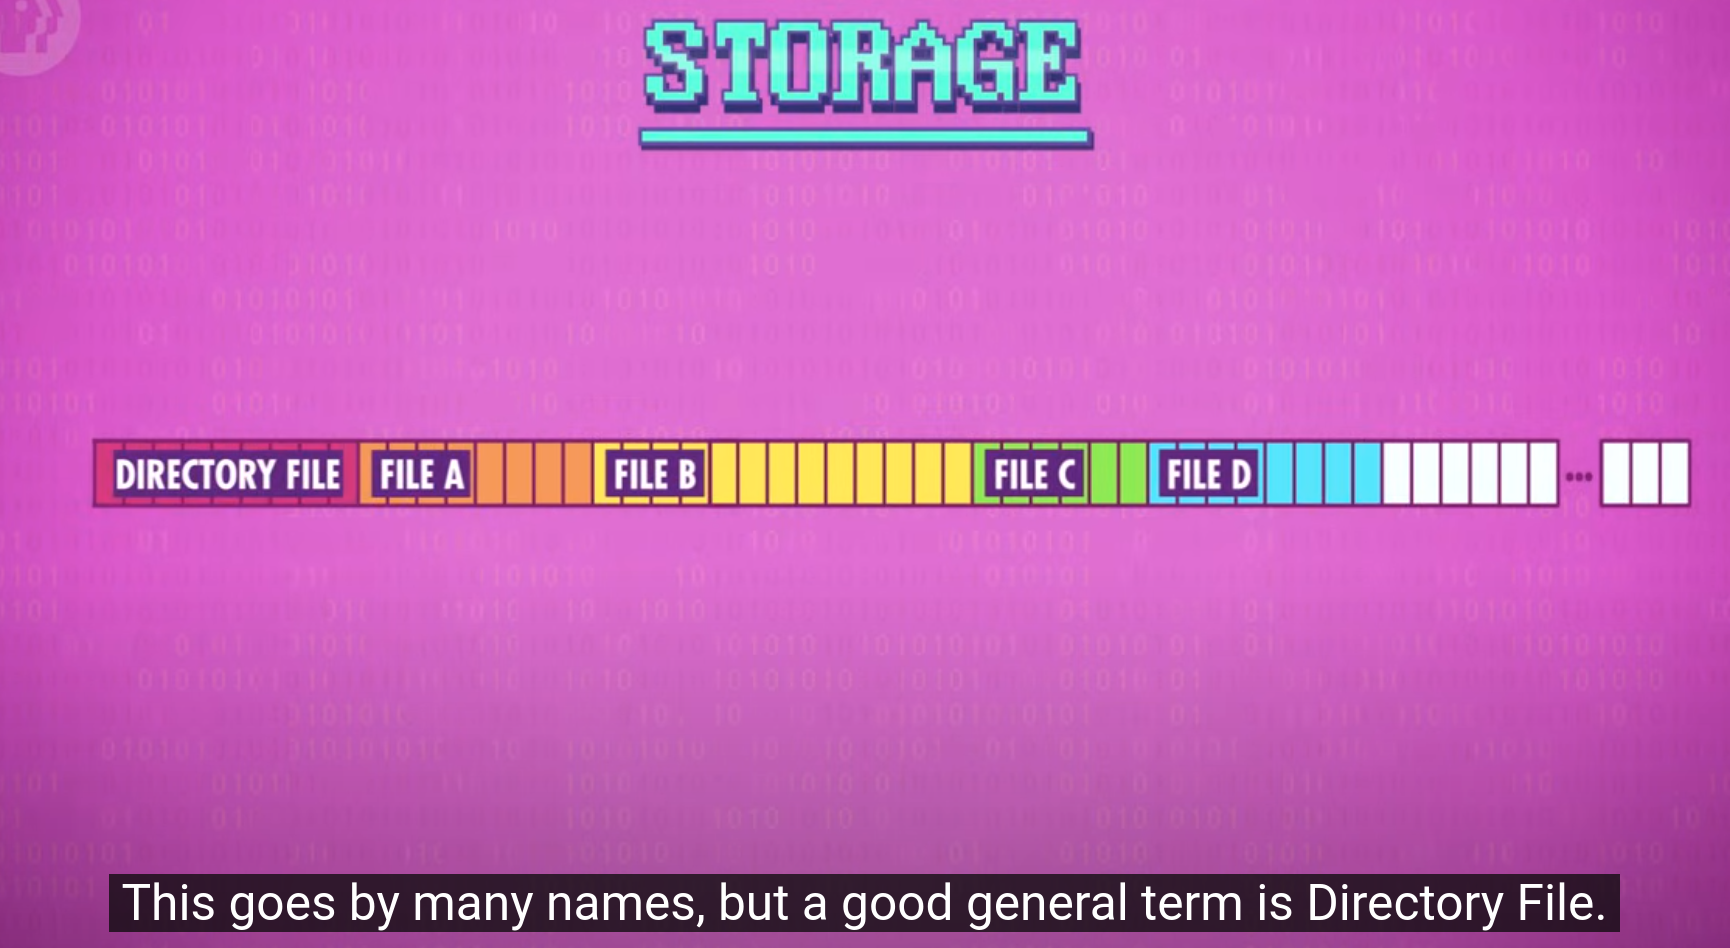 STORAGE
DIRECTORY FILE FILE A FILE B FILE C FILE D
This goes by many names, but a good general term is Directory File.